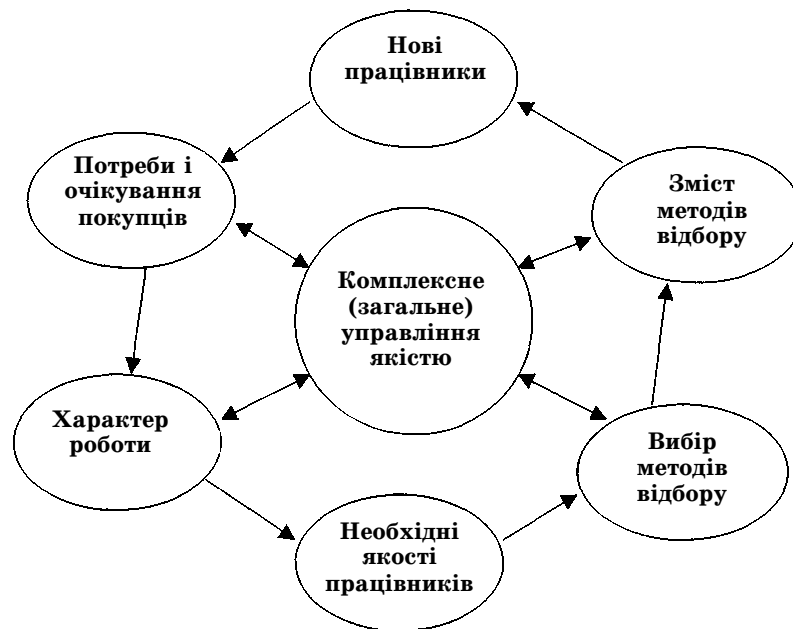 Нові
працівники
Потреби і
очікування
покупців
Зміст
методів
відбору
Комплексне
(загальне)
управління
якістю
Характер
роботи
Вибір
методів
відбору
Необхідні
якості
працівників